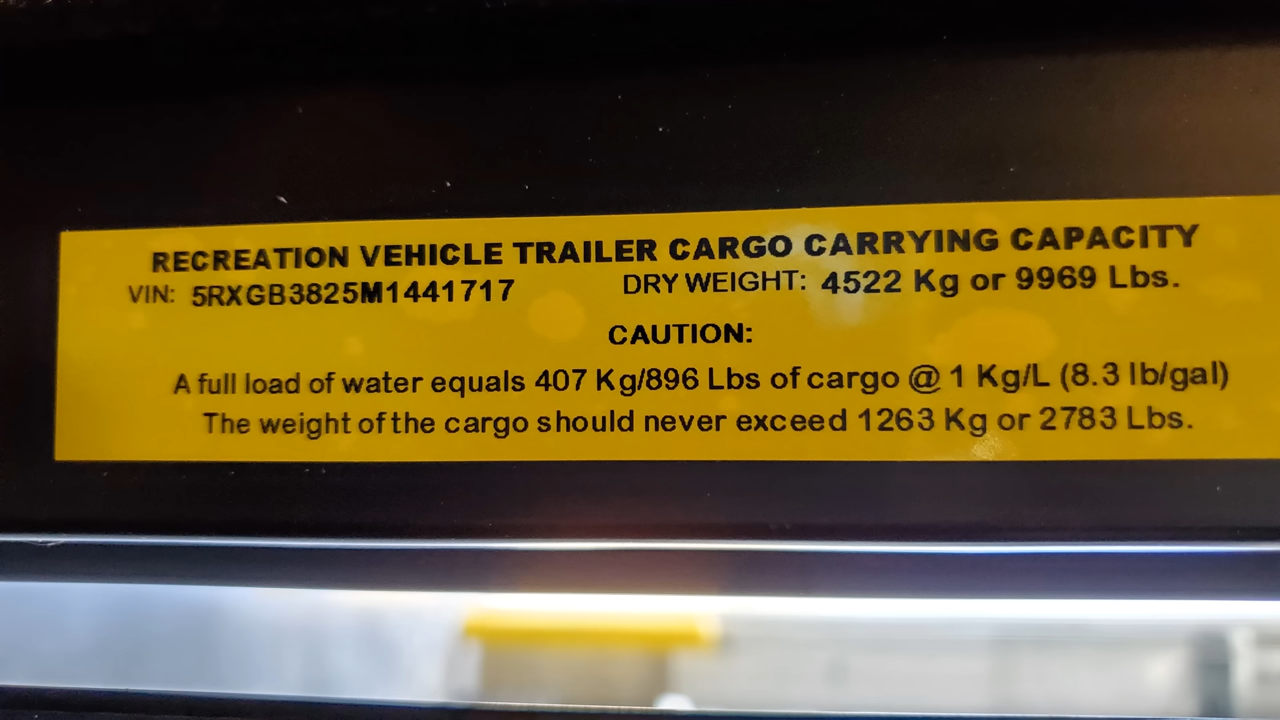 RECREATION VEHICLE TRAILER CARGO CARRYING CAPACITY
VIN: 5RXGB3825M1441717 DRY WEIGHT: 4522 Kg or 9969 Lbs.
CAUTION:
A full load of water equals 407 Kg/896 Lbs of cargo @ 1 Kg/L (8.3 lb/gal)
The weight of the cargo should never exceed 1263 Kg or 2783 Lbs.